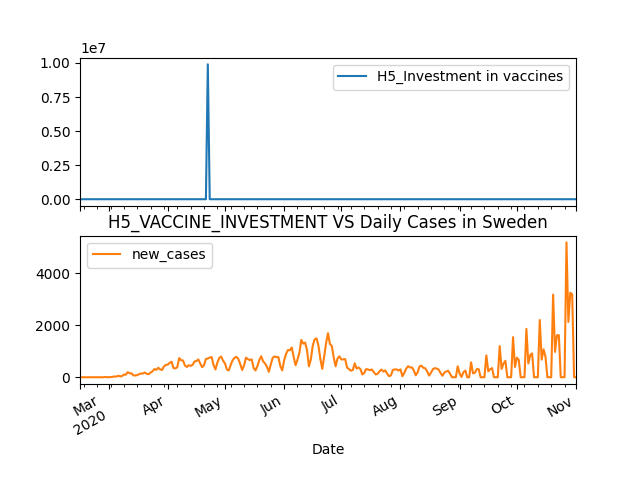 1e7
1.00
0.75
0.50
0.25
0.00
H5_Investment in vaccines
H5_VACCINE_INVESTMENT VS Daily Cases in Sweden
4000
2000
0
new_cases
Mar
2020
Apr
May
Jun
Jul
Aug
Sep
Oct
Nov
Date